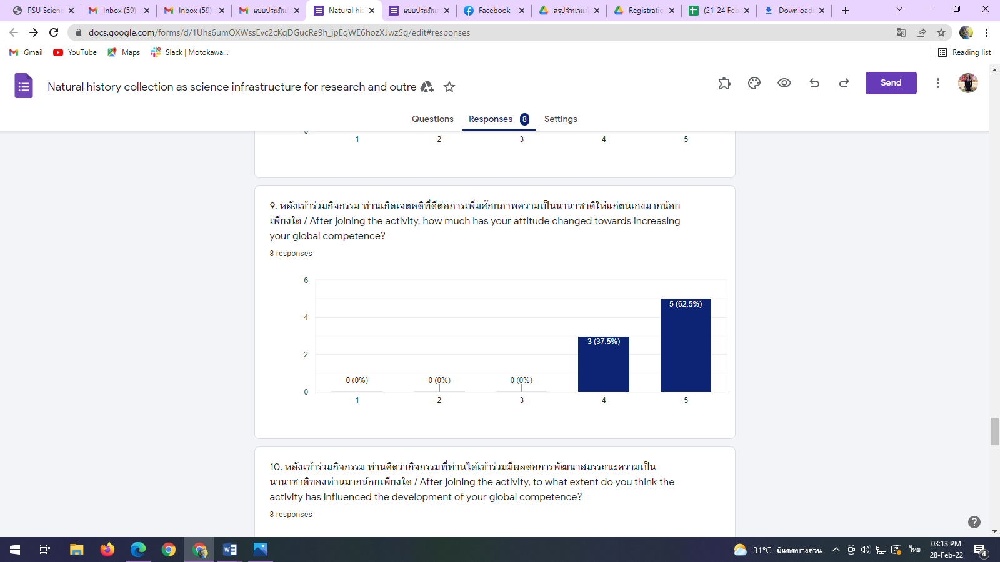 PSU Scienc
Inbox (59)
Inbox (59)
แบบประเมิน
Natural his
แบบประเมิน
Facebook
สรุปจำนวนผู้
Registratio
(21-24 Feb
Download
docs.google.com/forms/d/1Uhs6umQXWssEvc2cKqDGucRe9h_jpEgWE6hozXJwzSg/edit#responses
Gmail
YouTube
Maps
Slack | Motokawa...
Reading list
Natural history collection as science infrastructure for research and outre
Send
Questions
Responses 8
Settings
0
1 2 3 4 5
9. หลังเข้าร่วมกิจกรรม ท่านเกิดเจตคติที่ดีต่อการเพิ่มศักยภาพความเป็นนานาชาติให้แก่ตนเองมากน้อย
เพียงใด / After joining the activity, how much has your attitude changed towards increasing
your global competence?
8 responses
6
4
2
0
0 (0%) 0 (0%) 0 (0%) 3 (37.5%) 5 (62.5%)
1 2 3 4 5
10. หลังเข้าร่วมกิจกรรม ท่านคิดว่ากิจกรรมที่ท่านได้เข้าร่วมมีผลต่อการพัฒนาสมรรถนะความเป็น
นานาชาติของท่านมากน้อยเพียงใด / After joining the activity, to what extent do you think the
activity has influenced the development of your global competence?
8 responses
31°C มีแดดบางส่วน
ไทย
03:13 PM
28-Feb-22
4